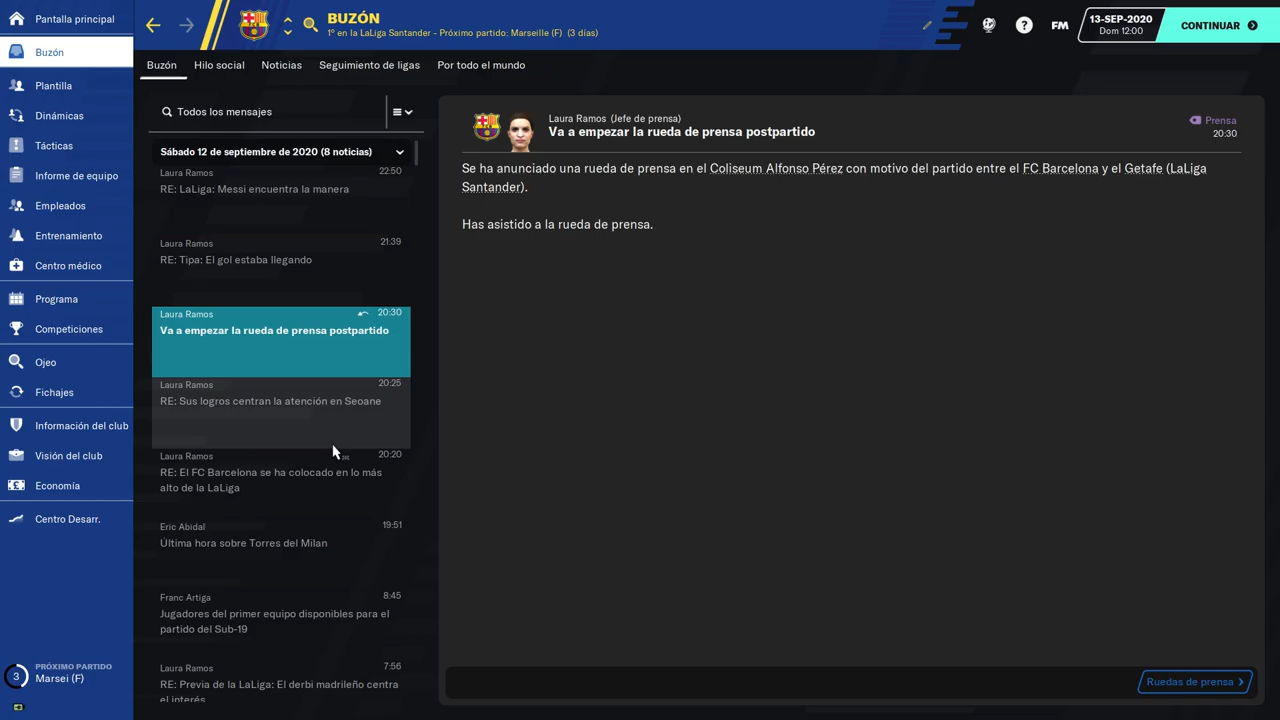 Pantalla principal
Buzón
Plantilla
Dinámicas
Tácticas
Informe de equipo
Empleados
Entrenamiento
Centro médico
Programa
Competiciones
Ojeo
Fichajes
Información del club
Visión del club
Economía
Centro Desarr.
3
PRÓXIMO PARTIDO
Marsei (F)
BUZÓN
1º en la LaLiga Santander - Próximo partido: Marseille (F) (3 días)
?
FM
13-SEP-2020
Dom 12:00
CONTINUAR
Buzón
Hilo social
Noticias
Seguimiento de ligas
Por todo el mundo
Todos los mensajes
Sábado 12 de septiembre de 2020 (8 noticias)
Laura Ramos 22:50
RE: LaLiga: Messi encuentra la manera
Laura Ramos 21:39
RE: Tipa: El gol estaba llegando
Laura Ramos 20:30
Va a empezar la rueda de prensa postpartido
Laura Ramos 20:25
RE: Sus logros centran la atención en Seoane
Laura Ramos 20:20
RE: El FC Barcelona se ha colocado en lo más
alto de la LaLiga
Eric Abidal 19:51
Última hora sobre Torres del Milan
Franc Artiga 8:45
Jugadores del primer equipo disponibles para el
partido del Sub-19
Laura Ramos 7:56
RE: Previa de la LaLiga: El derbi madrileño centra
el interés
Laura Ramos (Jefe de prensa)
Va a empezar la rueda de prensa postpartido
Prensa
20:30
Se ha anunciado una rueda de prensa en el Coliseum Alfonso Pérez con motivo del partido entre el FC Barcelona y el Getafe (LaLiga
Santander).
Has asistido a la rueda de prensa.
Ruedas de prensa